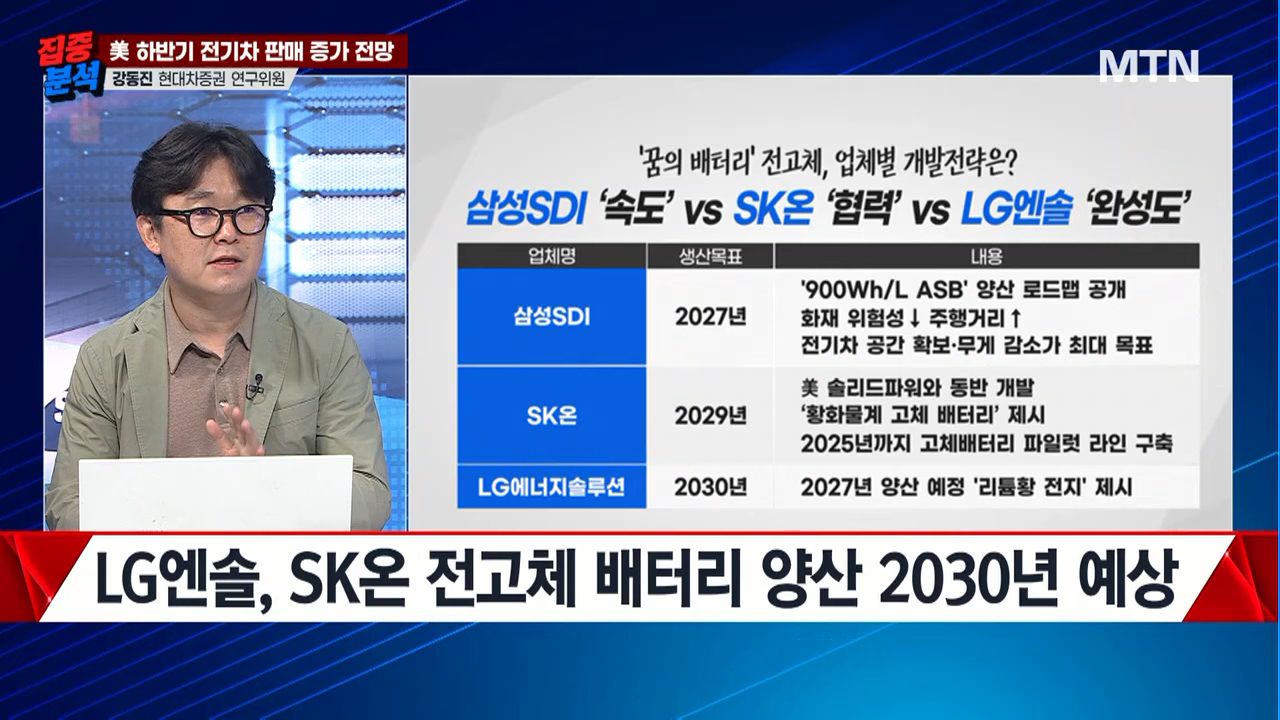 집중
분석
美 하반기 전기차 판매 증가 전망
강동진 현대차증권 연구위원
MTN
'꿈의 배터리' 전고체, 업체별 개발전략은?
삼성SDI ‘속도’ vs SK온 ‘협력’ vs LG엔솔 ‘완성도’
업체명 생산목표 내용
삼성SDI 2027년 '900Wh/L ASB' 양산 로드맵 공개
화재 위험성↓ 주행거리↑
전기차 공간 확보·무게 감소가 최대 목표
SK온 2029년 美 솔리드파워와 동반 개발
‘황화물계 고체 배터리’ 제시
2025년까지 고체배터리 파일럿 라인 구축
LG에너지솔루션 2030년 2027년 양산 예정 '리튬황 전지' 제시
LG엔솔, SK온 전고체 배터리 양산 2030년 예상